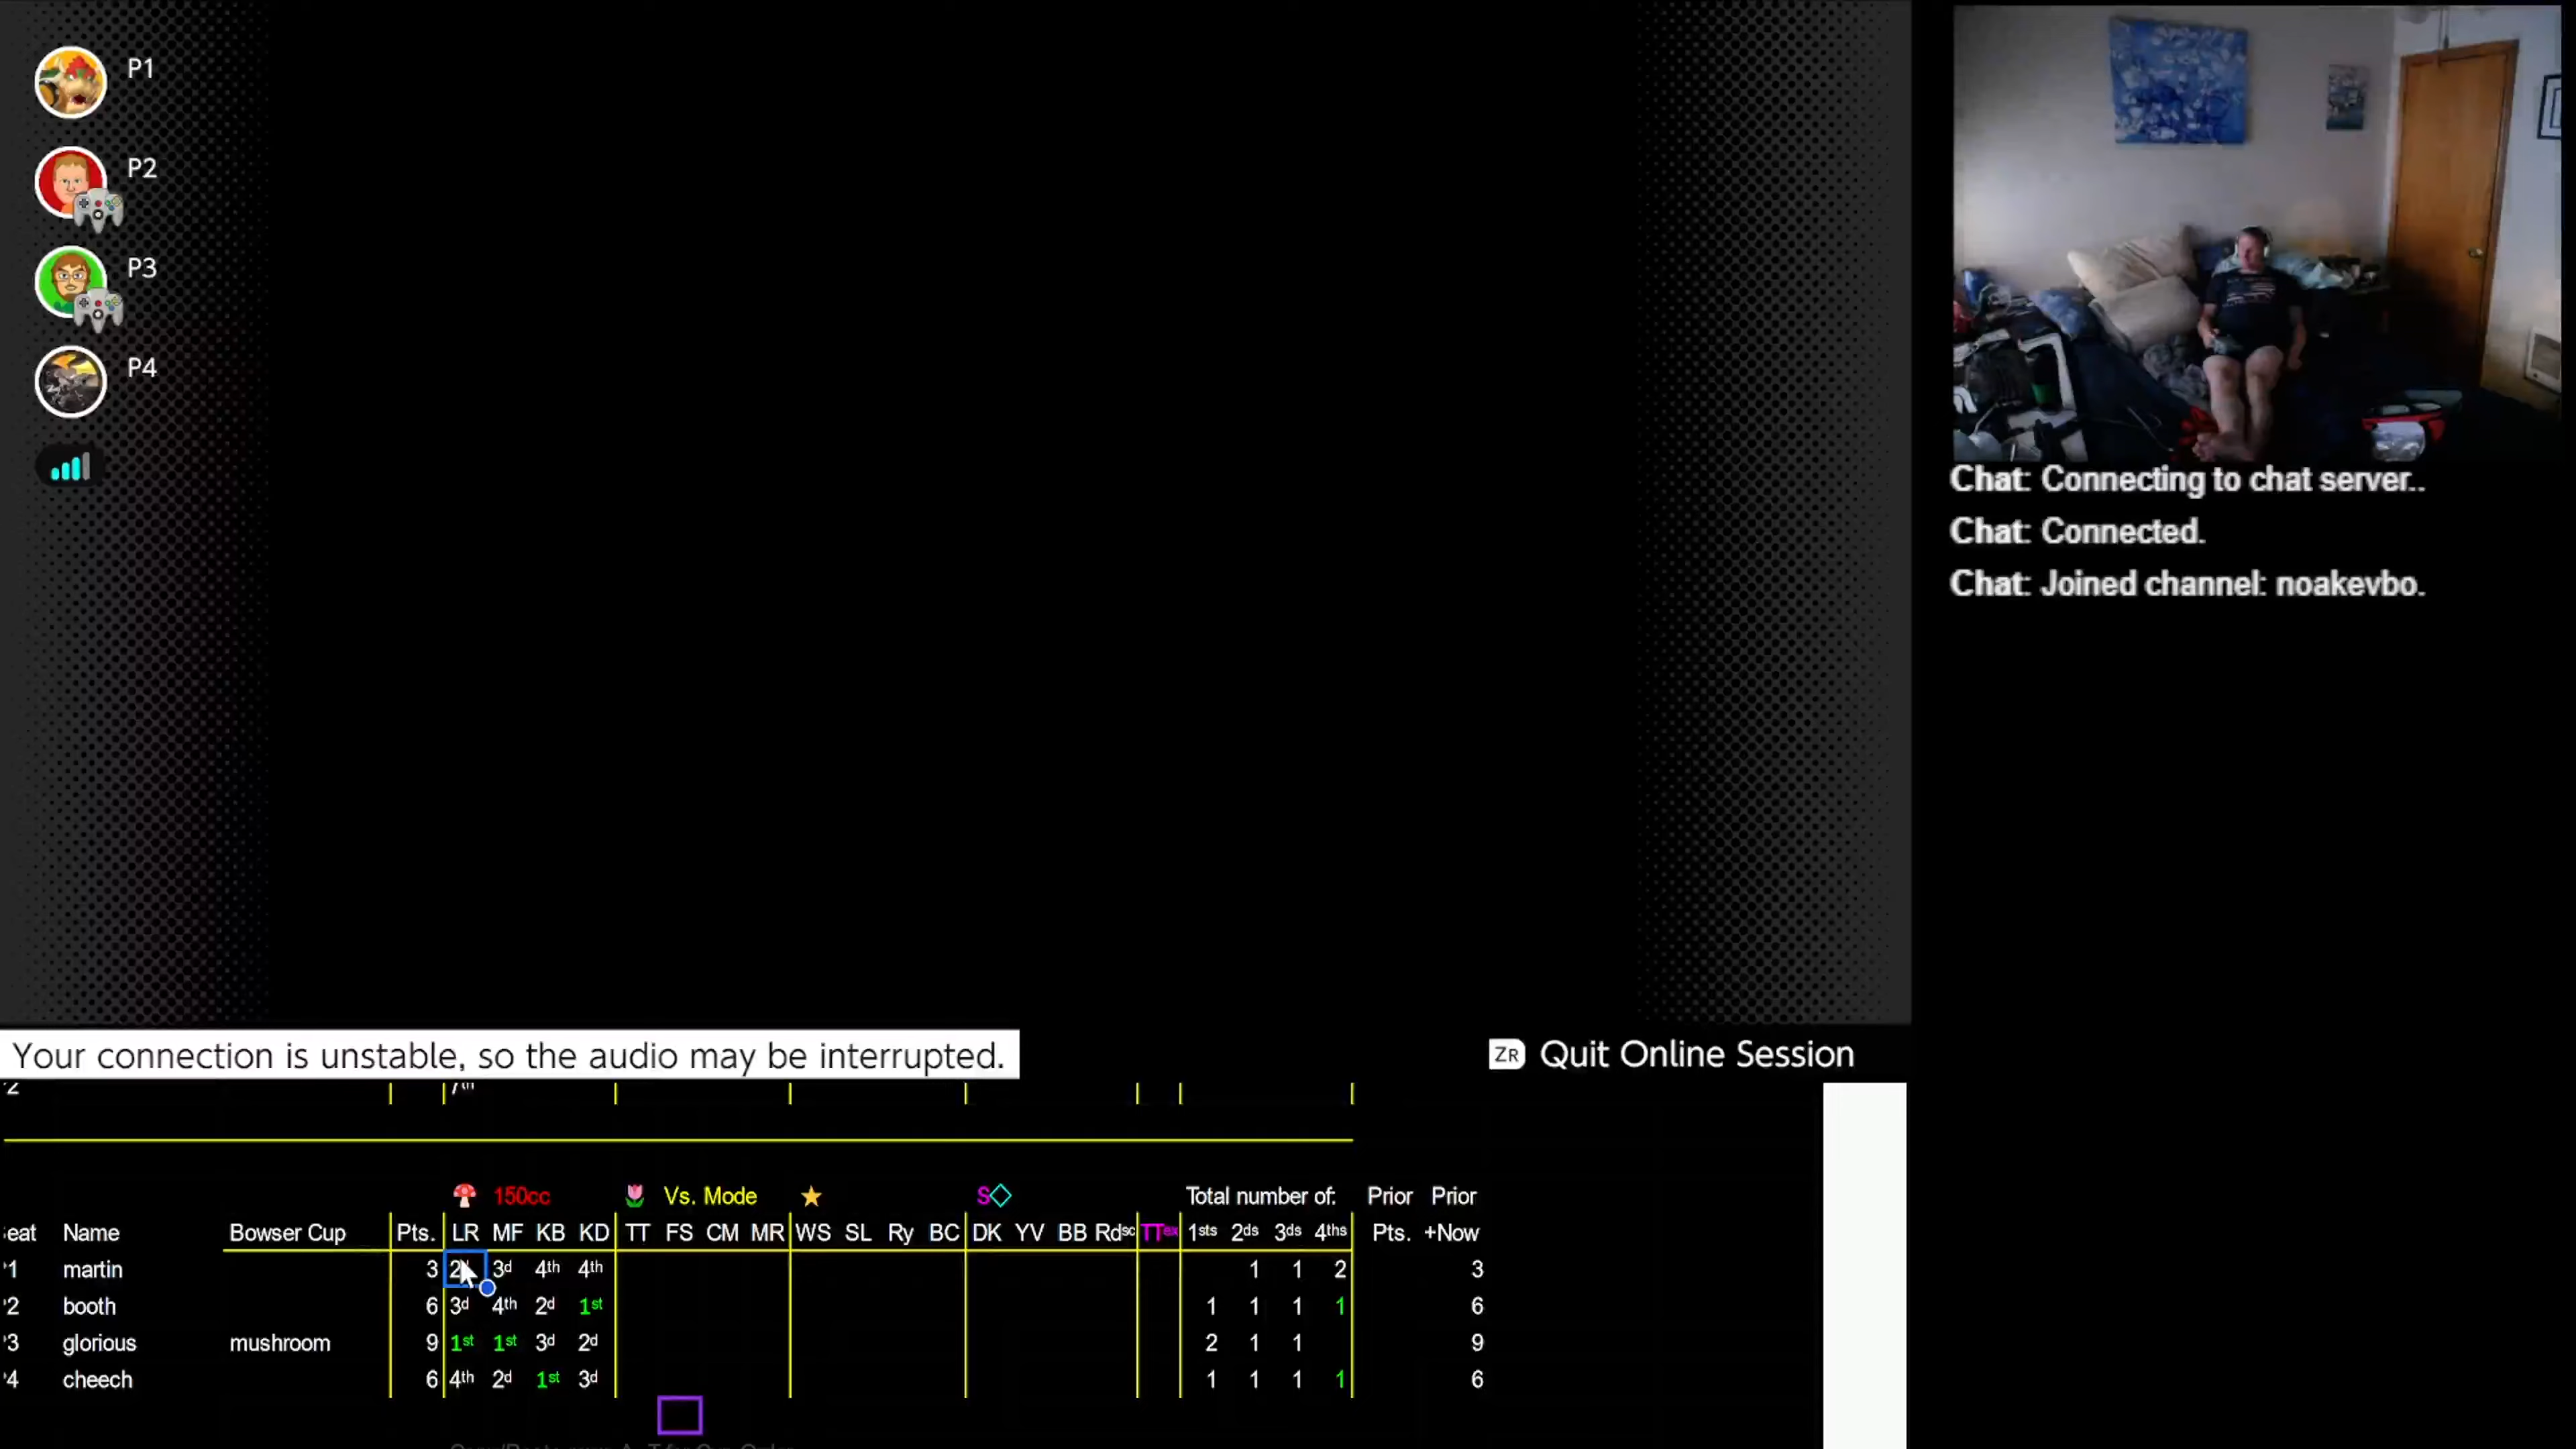 P1
P2
P3
P4
Chat: Connecting to chat server..
Chat: Connected.
Chat: Joined channel: noakevbo.
Your connection is unstable, so the audio may be interrupted.
ZR Quit Online Session
7th
150cc Vs. Mode S Total number of: Prior Prior
eat Name Bowser Cup Pts. LR MF KB KD TT FS CM MR WS SL Ry BC DK YV BB Rdsc TTex 1sts 2ds 3ds 4ths Pts. +Now
1 martin 3 2d 3d 4th 4th 1 1 2 3
2 booth 6 3d 4th 2d 1st 1 1 1 1 6
3 glorious mushroom 9 1st 1st 3d 2d 2 1 1 9
4 cheech 6 4th 2d 1st 3d 1 1 1 1 6